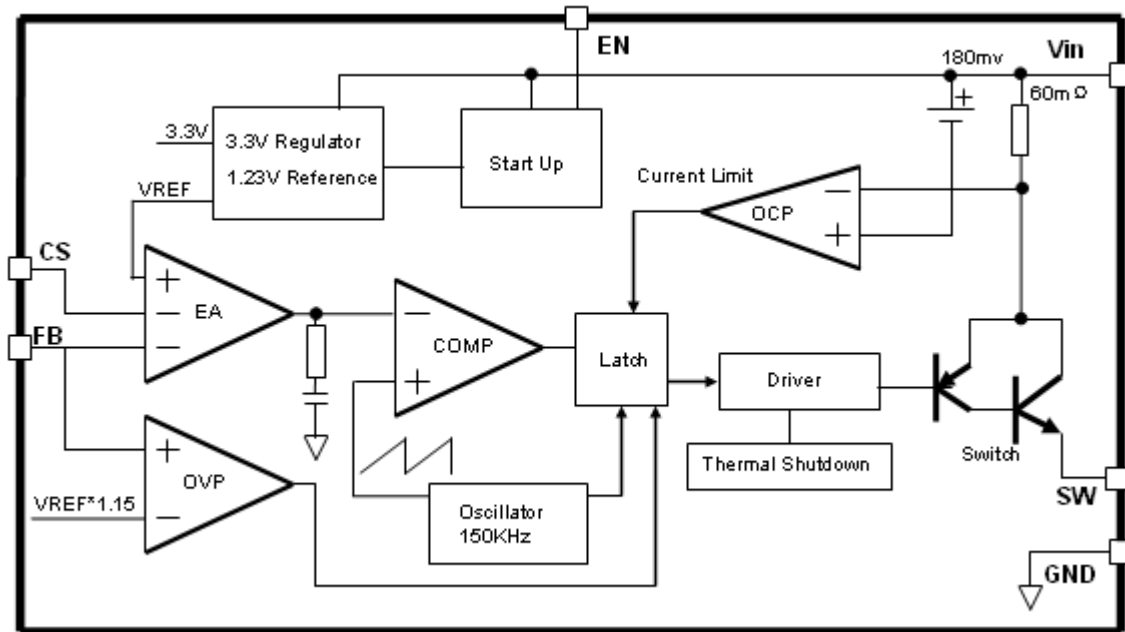 EN
180mv
Vin
60mΩ
3.3V
3.3V Regulator
1.23V Reference
Start Up
VREF
Current Limit
OCP
−
+
+
CS
FB
+
−
−
EA
−
+
COMP
Latch
Driver
Thermal Shutdown
Switch
SW
+
−
OVP
VREF*1.15
Oscillator
150KHz
GND